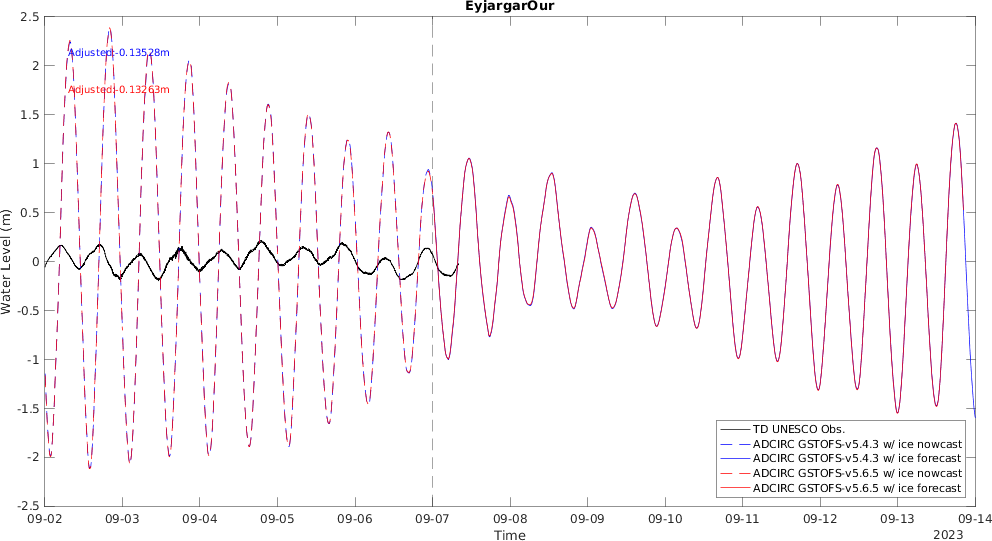 EyjargarOur
Adjusted:-0.13528m
Adjusted:-0.13263m
Water Level (m)
2.5
2
1.5
1
0.5
0
-0.5
-1
-1.5
-2
-2.5
TD UNESCO Obs.
ADCIRC GSTOFS-v5.4.3 w/ ice nowcast
ADCIRC GSTOFS-v5.4.3 w/ ice forecast
ADCIRC GSTOFS-v5.6.5 w/ ice nowcast
ADCIRC GSTOFS-v5.6.5 w/ ice forecast
09-02 09-03 09-04 09-05 09-06 09-07 09-08 09-09 09-10 09-11 09-12 09-13 09-14
Time
2023